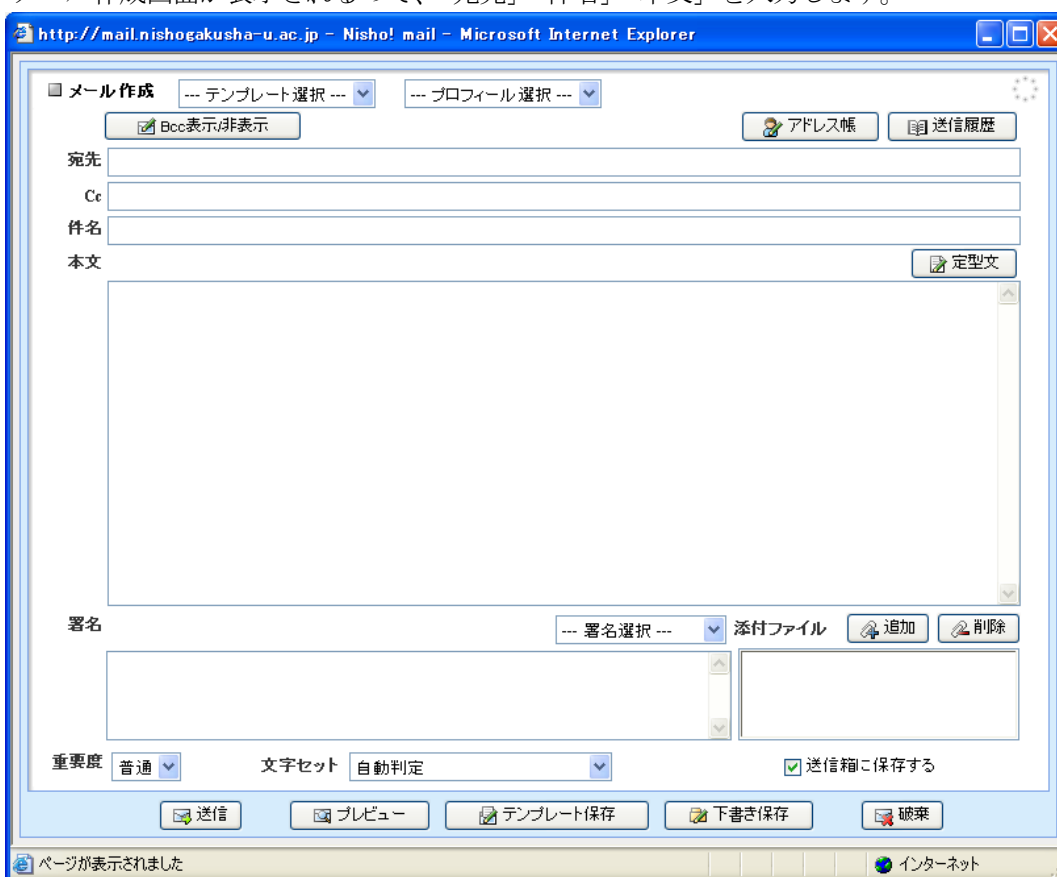 作成画面が表示されるので、「宛先」「件名」「本文」を入力します。
http://mail.nishogakusha-u.ac.jp - Nisho! mail - Microsoft Internet Explorer
メール作成 --- テンプレート選択 --- --- プロフィール選択 ---
Bcc表示/非表示 アドレス帳 送信履歴
宛先
Cc
件名
本文 定型文
署名 --- 署名選択 --- 添付ファイル 追加 削除
重要度 普通 文字セット 自動判定 送信箱に保存する
送信 プレビュー テンプレート保存 下書き保存 破棄
ページが表示されました インターネット